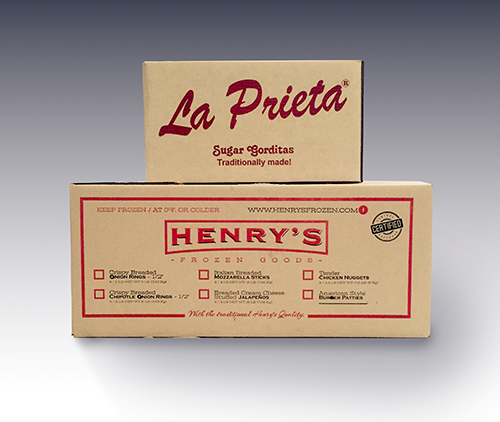 La Prieta®
Sugar Gorditas
Traditionally made!
KEEP FROZEN / AT 0°F. OR COLDER
WWW.HENRYSFROZEN.COM f
CERTIFIED
HENRY'S
- FROZEN GOODS -
Crispy Breaded
ONION RINGS - 1/2"
Italian Breaded
MOZZARELLA STICKS
Tender
CHICKEN NUGGETS
Crispy Breaded
CHIPOTLE ONION RINGS - 1/2"
Breaded Cream Cheese
Stuffed JALAPEÑOS
American Style
BURGER PATTIES
With the traditional Henry's Quality.